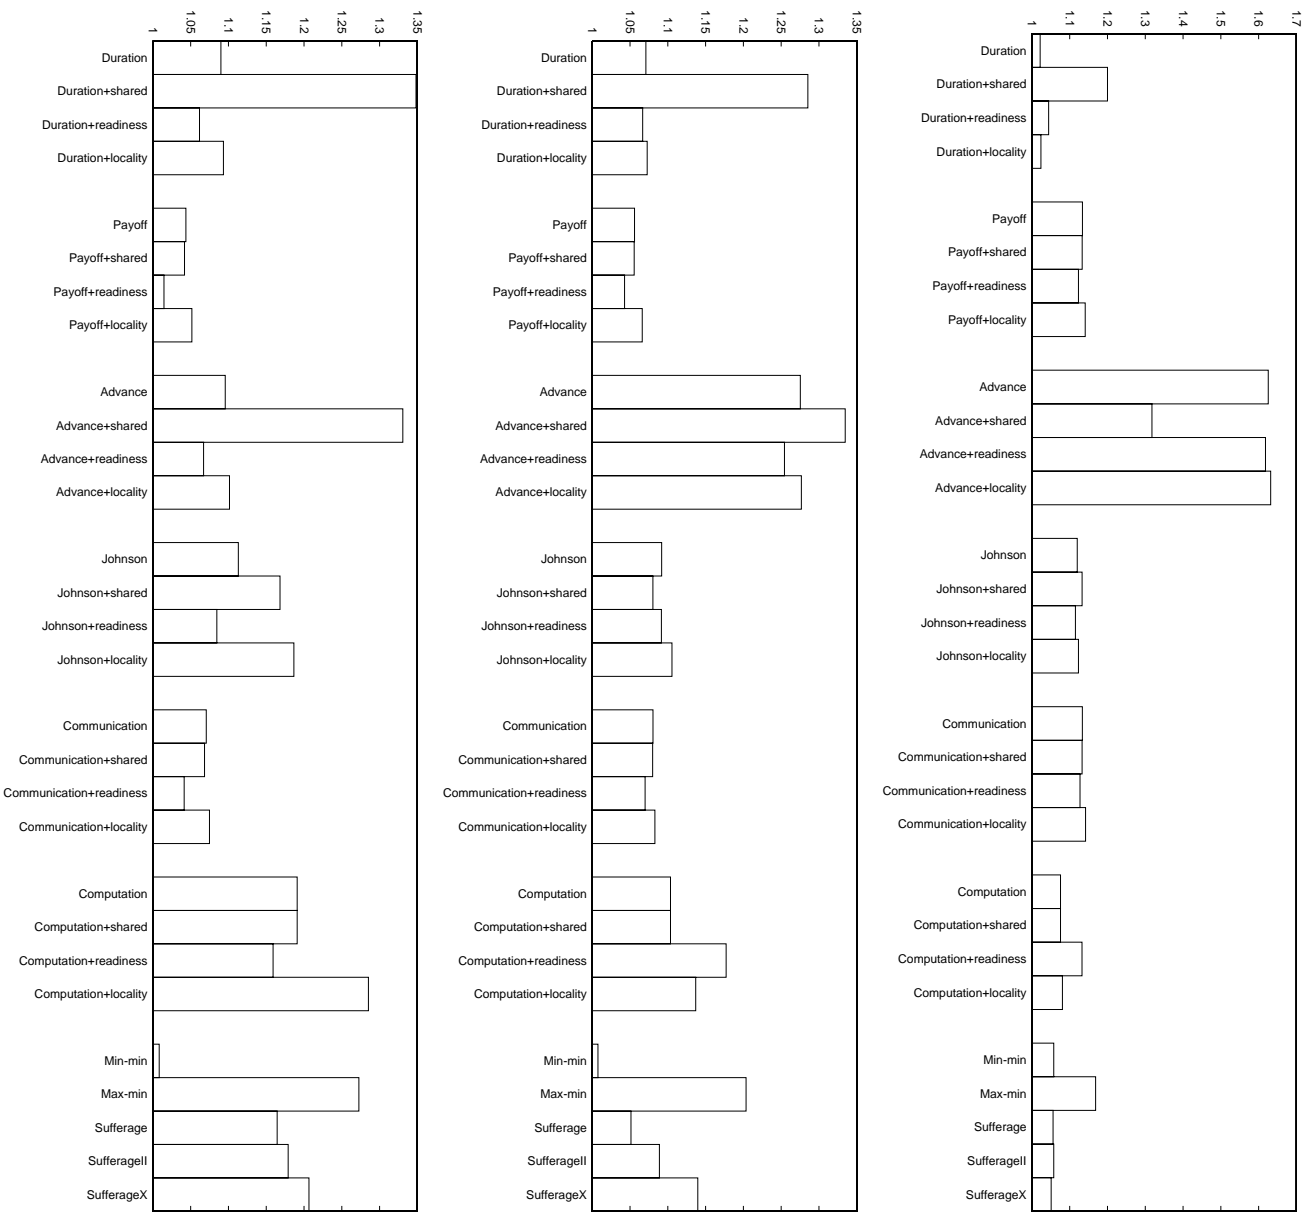 1 1.05 1.1 1.15 1.2 1.25 1.3 1.35
Duration
Duration+shared
Duration+readiness
Duration+locality
Payoff
Payoff+shared
Payoff+readiness
Payoff+locality
Advance
Advance+shared
Advance+readiness
Advance+locality
Johnson
Johnson+shared
Johnson+readiness
Johnson+locality
Communication
Communication+shared
Communication+readiness
Communication+locality
Computation
Computation+shared
Computation+readiness
Computation+locality
Min-min
Max-min
Sufferage
SufferageII
SufferageX
1 1.05 1.1 1.15 1.2 1.25 1.3 1.35
Duration
Duration+shared
Duration+readiness
Duration+locality
Payoff
Payoff+shared
Payoff+readiness
Payoff+locality
Advance
Advance+shared
Advance+readiness
Advance+locality
Johnson
Johnson+shared
Johnson+readiness
Johnson+locality
Communication
Communication+shared
Communication+readiness
Communication+locality
Computation
Computation+shared
Computation+readiness
Computation+locality
Min-min
Max-min
Sufferage
SufferageII
SufferageX
1 1.1 1.2 1.3 1.4 1.5 1.6 1.7
Duration
Duration+shared
Duration+readiness
Duration+locality
Payoff
Payoff+shared
Payoff+readiness
Payoff+locality
Advance
Advance+shared
Advance+readiness
Advance+locality
Johnson
Johnson+shared
Johnson+readiness
Johnson+locality
Communication
Communication+shared
Communication+readiness
Communication+locality
Computation
Computation+shared
Computation+readiness
Computation+locality
Min-min
Max-min
Sufferage
SufferageII
SufferageX